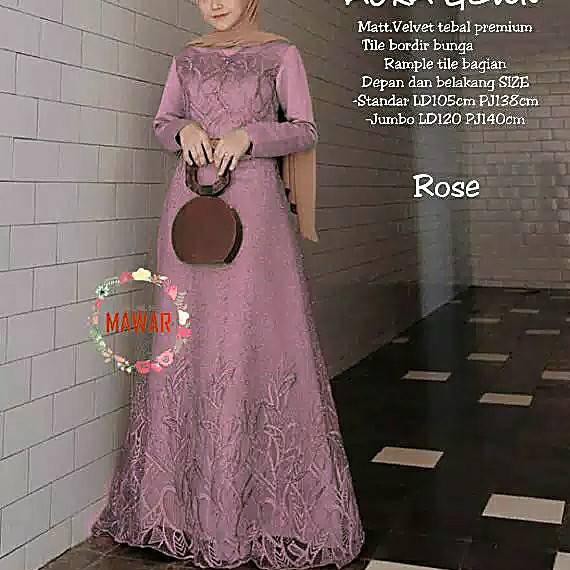 Matt.Velvet tebal premium
Tile bordir bunga
Rample tile bagian
Depan dan belakang SIZE
-Standar LD105cm PJ138cm
-Jumbo LD120 PJ140cm
Rose
MAWAR